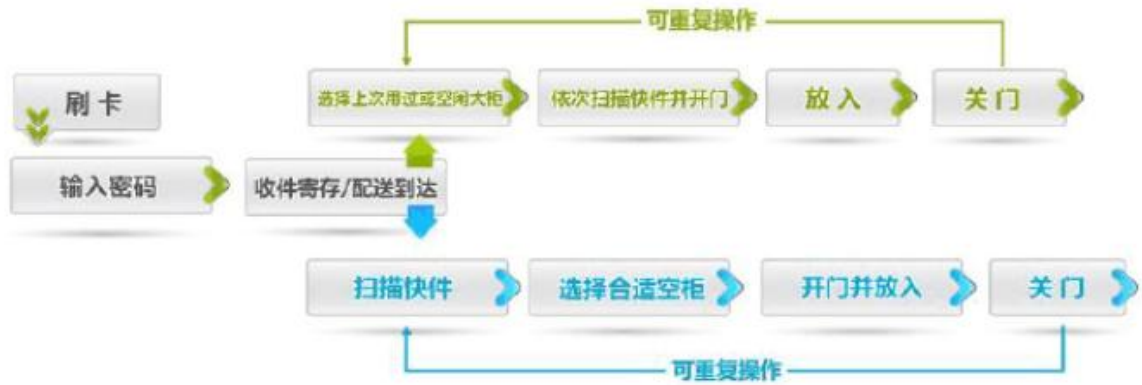 可重复操作
刷卡
选择上次用过或空闲大柜
依次扫描快件并开门
放入
关门
输入密码
收件寄存/配送到达
扫描快件
选择合适空柜
开门并放入
关门
可重复操作